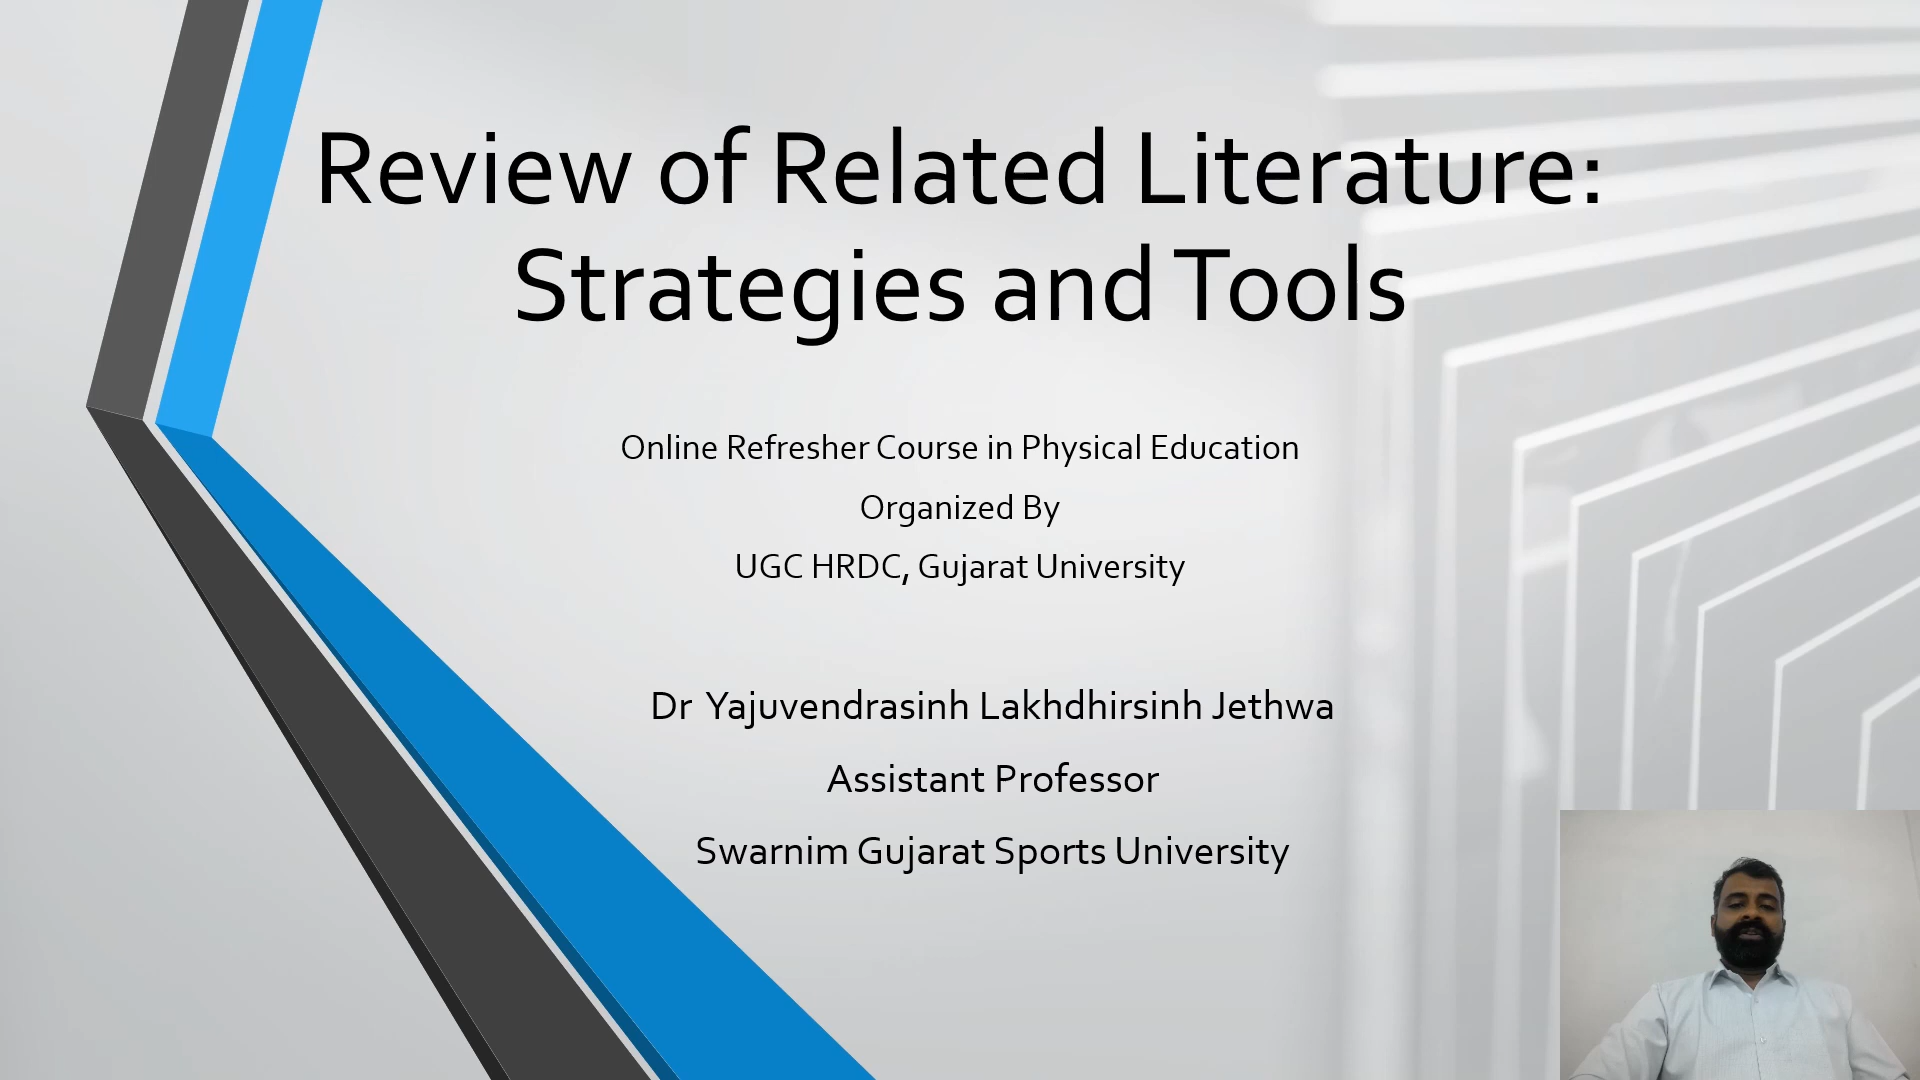 Review of Related Literature:
Strategies and Tools
Online Refresher Course in Physical Education
Organized By
UGC HRDC, Gujarat University
Dr Yajuvendrasinh Lakhdhirsinh Jethwa
Assistant Professor
Swarnim Gujarat Sports University